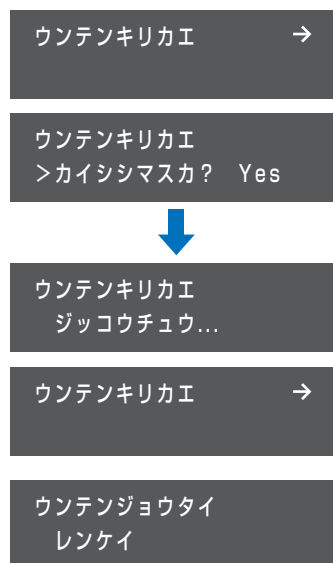 ウンテンキリカエ →
ウンテンキリカエ
＞カイシシマスカ？ Yes
ウンテンキリカエ
ジッコウチュウ...
ウンテンキリカエ →
ウンテンジョウタイ
レンケイ